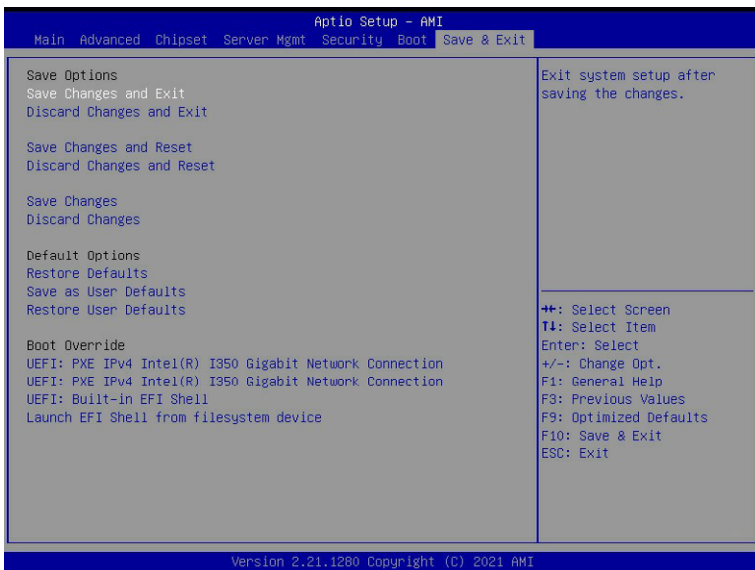 Aptio Setup - AMI
Main Advanced Chipset Server Mgmt Security Boot Save & Exit
Save Options
Save Changes and Exit
Discard Changes and Exit
Save Changes and Reset
Discard Changes and Reset
Save Changes
Discard Changes
Default Options
Restore Defaults
Save as User Defaults
Restore User Defaults
Boot Override
UEFI: PXE IPv4 Intel(R) I350 Gigabit Network Connection
UEFI: PXE IPv4 Intel(R) I350 Gigabit Network Connection
UEFI: Built-in EFI Shell
Launch EFI Shell from filesystem device
Exit system setup after
saving the changes.
→←: Select Screen
↑↓: Select Item
Enter: Select
+/-: Change Opt.
F1: General Help
F3: Previous Values
F9: Optimized Defaults
F10: Save & Exit
ESC: Exit
Version 2.21.1280 Copyright (C) 2021 AMI